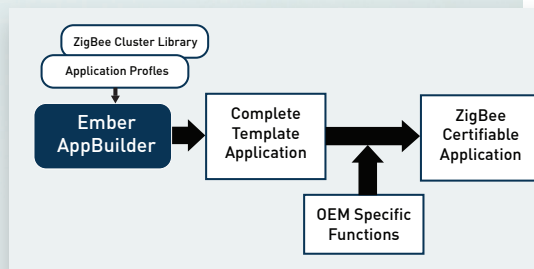 ZigBee Cluster Library
Application Profles
Ember
AppBuilder
Complete
Template
Application
ZigBee
Certifiable
Application
OEM Specific
Functions